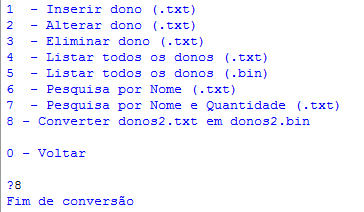 1  - Inserir dono (.txt)
2  - Alterar dono (.txt)
3  - Eliminar dono (.txt)
4  - Listar todos os donos (.txt)
5  - Listar todos os donos (.bin)
6  - Pesquisa por Nome (.txt)
7  - Pesquisa por Nome e Quantidade (.txt)
8 - Converter donos2.txt em donos2.bin
0 - Voltar
?8
Fim de conversão